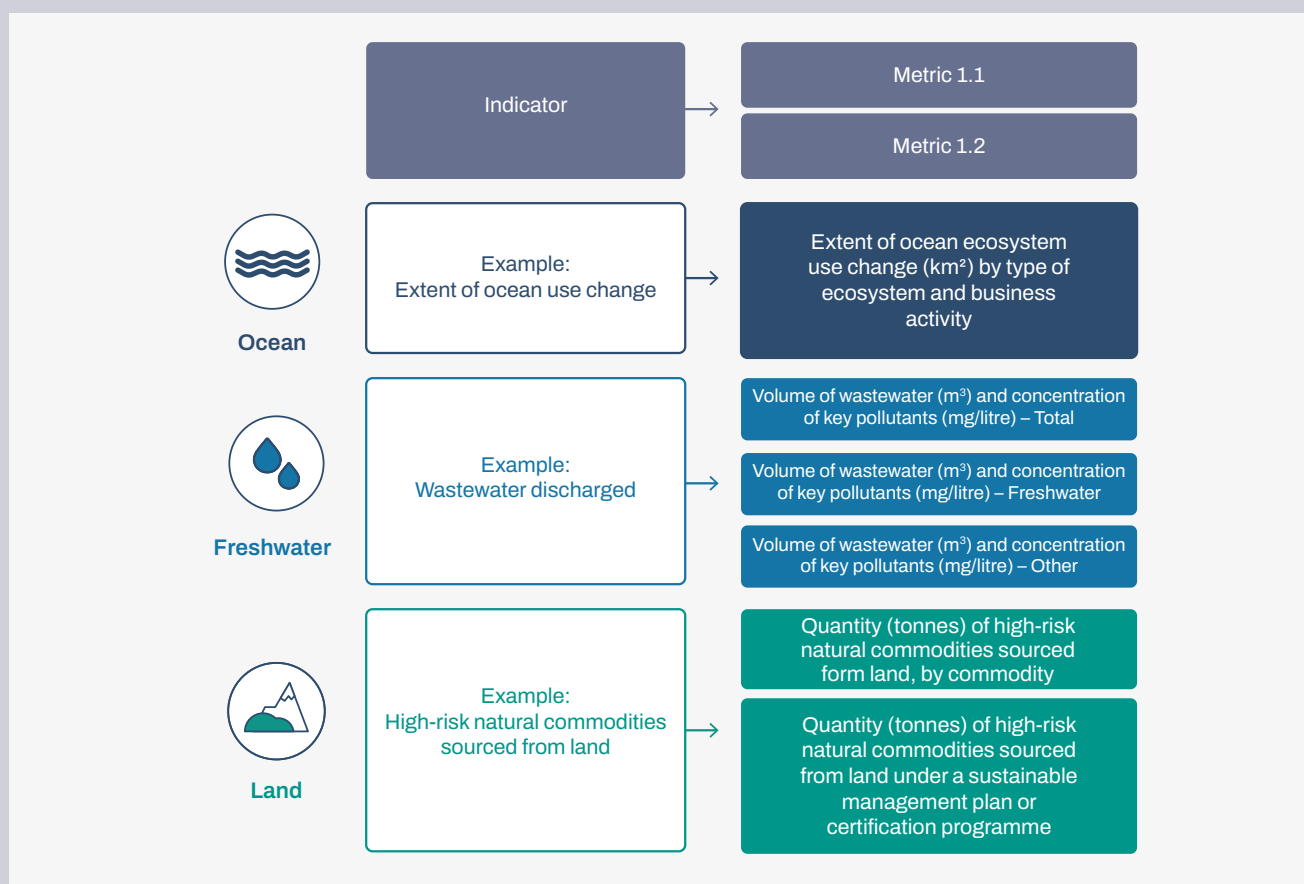 Indicator
Metric 1.1
Metric 1.2
Ocean
Example:
Extent of ocean use change
Extent of ocean ecosystem
use change (km²) by type of
ecosystem and business
activity
Freshwater
Example:
Wastewater discharged
Volume of wastewater (m³) and concentration
of key pollutants (mg/litre) – Total
Volume of wastewater (m³) and concentration
of key pollutants (mg/litre) – Freshwater
Volume of wastewater (m³) and concentration
of key pollutants (mg/litre) – Other
Land
Example:
High-risk natural commodities
sourced from land
Quantity (tonnes) of high-risk
natural commodities sourced
form land, by commodity
Quantity (tonnes) of high-risk
natural commodities sourced
from land under a sustainable
management plan or
certification programme